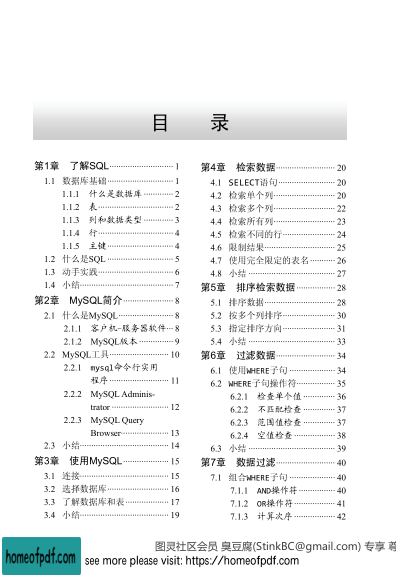 目 录
第1章 了解SQL 1
1.1 数据库基础 1
1.1.1 什么是数据库 2
1.1.2 表 2
1.1.3 列和数据类型 3
1.1.4 行 4
1.1.5 主键 4
1.2 什么是SQL 5
1.3 动手实践 6
1.4 小结 7
第2章 MySQL简介 8
2.1 什么是MySQL 8
2.1.1 客户机-服务器软件 8
2.1.2 MySQL版本 9
2.2 MySQL工具 10
2.2.1 mysql命令行实用
程序 11
2.2.2 MySQL Adminis-
trator 12
2.2.3 MySQL Query
Browser 13
2.3 小结 14
第3章 使用MySQL 15
3.1 连接 15
3.2 选择数据库 16
3.3 了解数据库和表 17
3.4 小结 19
第4章 检索数据 20
4.1 SELECT语句 20
4.2 检索单个列 20
4.3 检索多个列 22
4.4 检索所有列 23
4.5 检索不同的行 24
4.6 限制结果 25
4.7 使用完全限定的表名 26
4.8 小结 27
第5章 排序检索数据 28
5.1 排序数据 28
5.2 按多个列排序 30
5.3 指定排序方向 31
5.4 小结 33
第6章 过滤数据 34
6.1 使用WHERE子句 34
6.2 WHERE子句操作符 35
6.2.1 检查单个值 36
6.2.2 不匹配检查 37
6.2.3 范围值检查 37
6.2.4 空值检查 38
6.3 小结 39
第7章 数据过滤 40
7.1 组合WHERE子句 40
7.1.1 AND操作符 40
7.1.2 OR操作符 41
7.1.3 计算次序 42
图灵社区会员 臭豆腐(StinkBC@gmail.com) 专享 尊
homeofpdf.com
see more please visit: https://homeofpdf.com